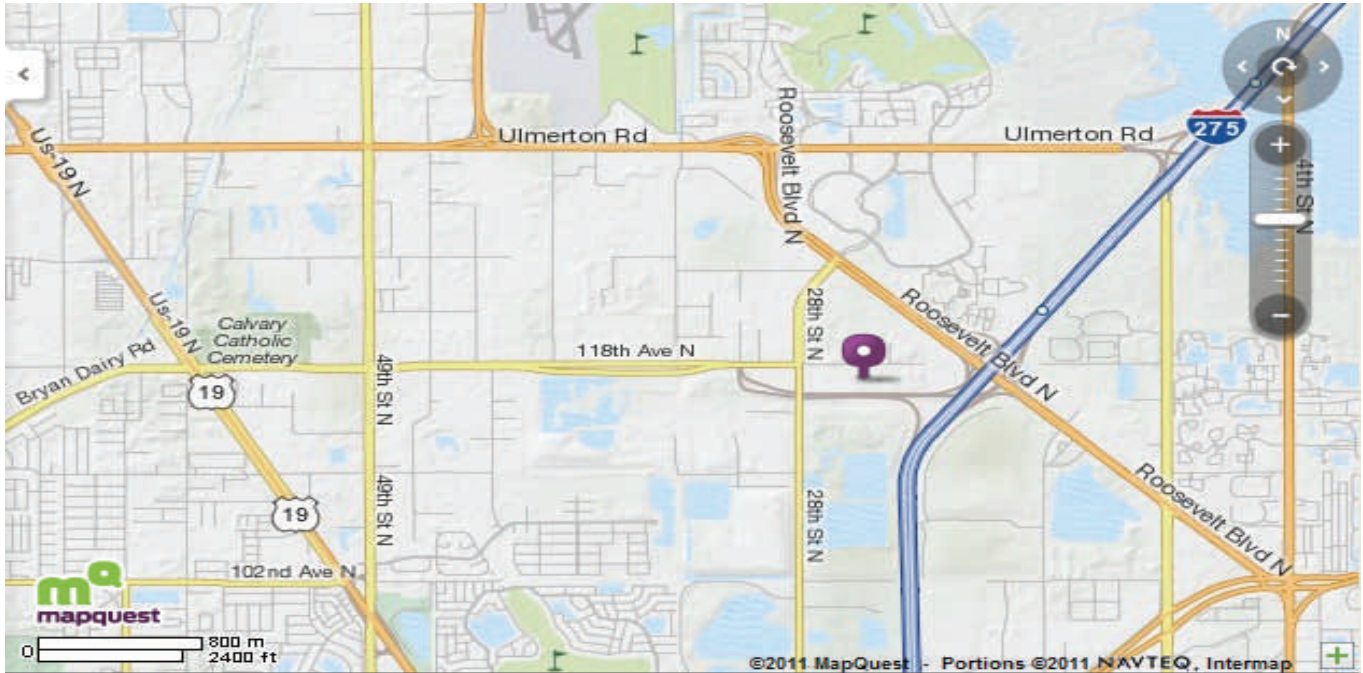 N
Roosevelt Blvd N
Ulmerton Rd
Ulmerton Rd
275
Us-19 N
4th St N
Us-19 N
Calvary
Catholic
Cemetery
28th St N
Roosevelt Blvd N
118th Ave N
Bryan Dairy Rd
49th St N
19
49th St N
28th St N
Roosevelt Blvd N
19
102nd Ave N
mq
mapquest
0
800 m
2400 ft
©2011 MapQuest - Portions ©2011 NAVTEQ, Intermap